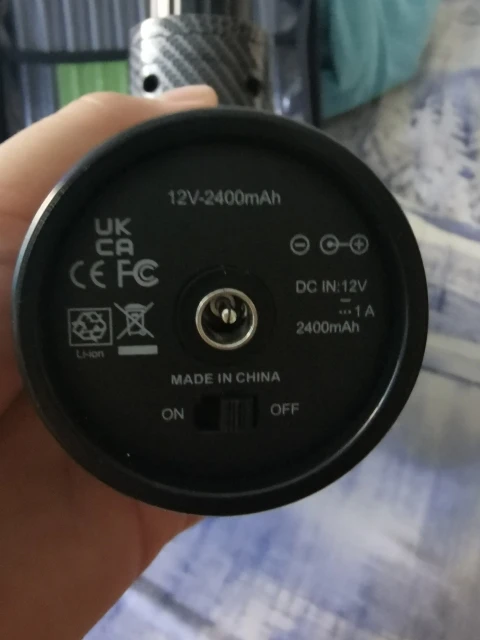 12V-2400mAh
UK
CA
CE FC
DC IN:12V
1 A
2400mAh
Li-ion
MADE IN CHINA
ON OFF